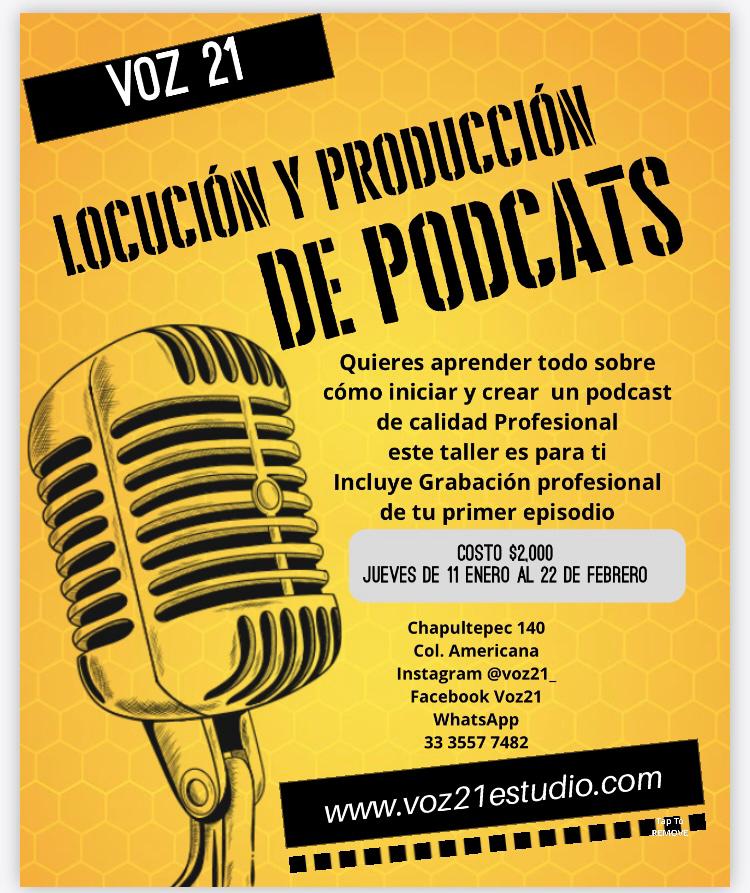 VOZ 21
LOCUCIÓN Y PRODUCCIÓN
DE PODCATS
Quieres aprender todo sobre
cómo iniciar y crear un podcast
de calidad Profesional
este taller es para ti
Incluye Grabación profesional
de tu primer episodio
COSTO $2,000
JUEVES DE 11 ENERO AL 22 DE FEBRERO
Chapultepec 140
Col. Americana
Instagram @voz21_
Facebook Voz21
WhatsApp
33 3557 7482
www.voz21estudio.com
Tap To
REMOVE